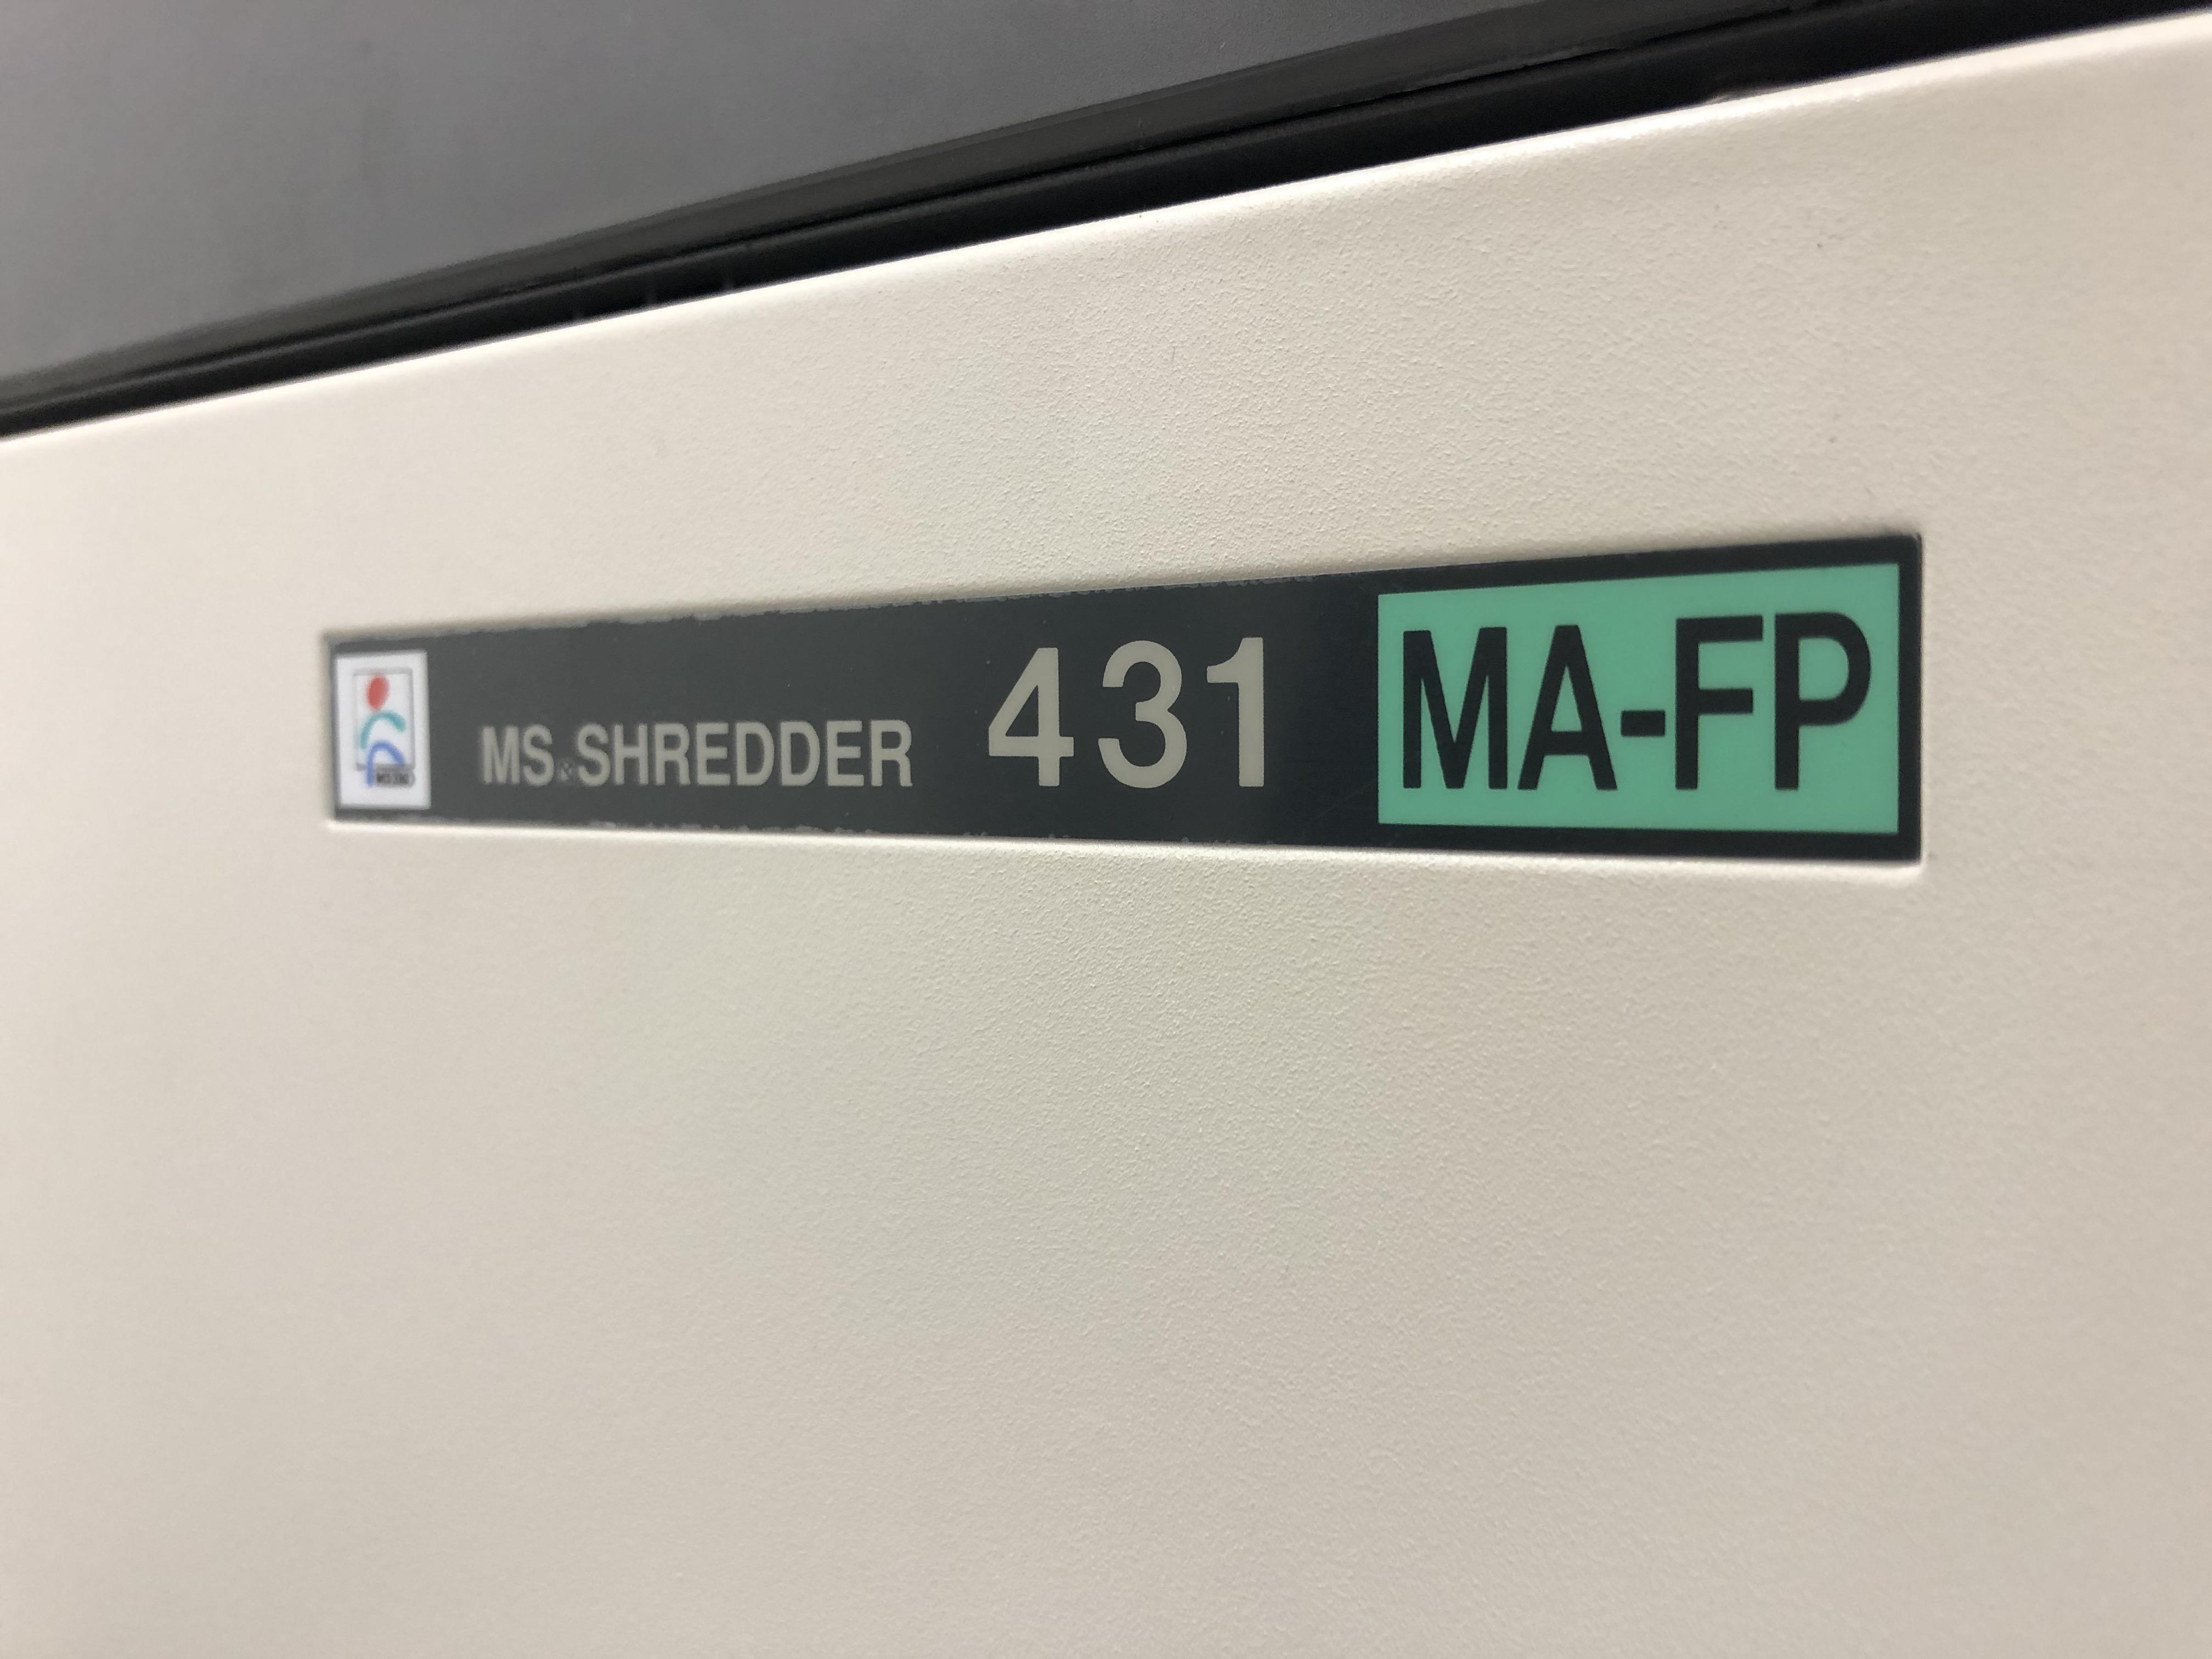 MS SHREDDER 431 MA-FP